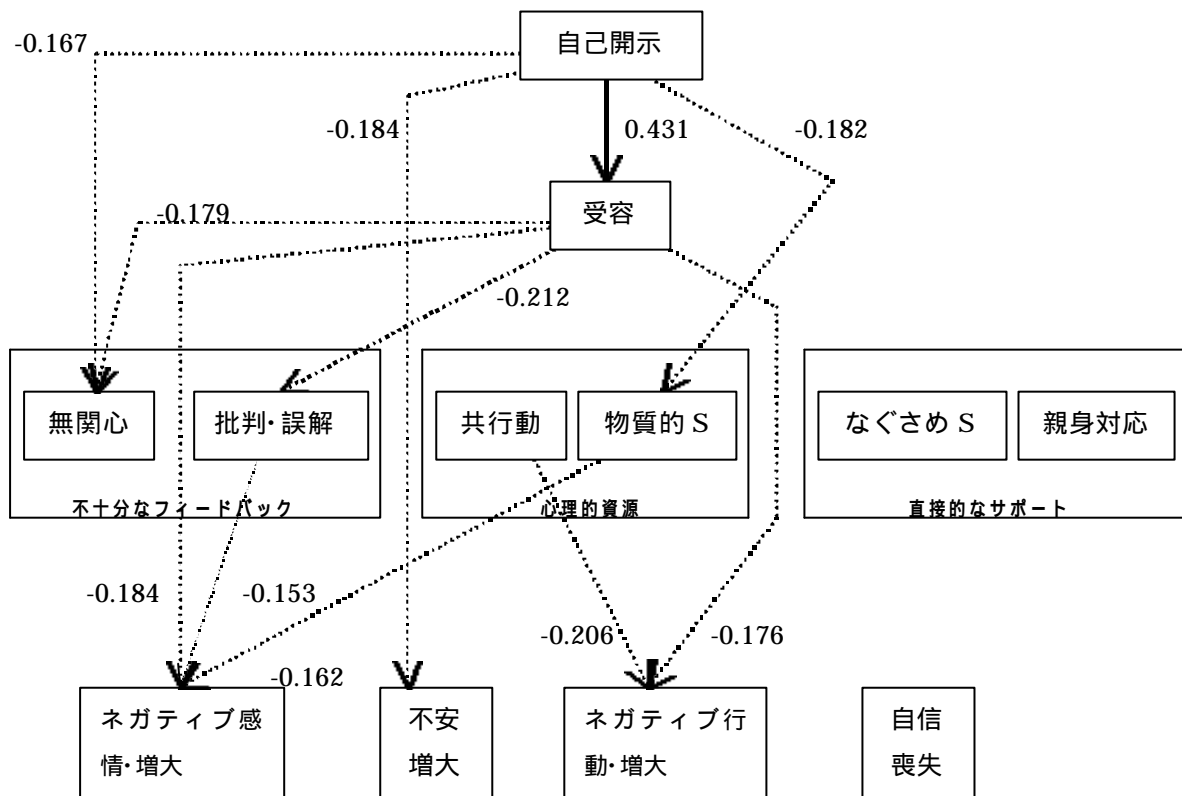 自己開示
-0.167
-0.184
0.431
-0.182
受容
-0.179
-0.212
無関心
批判・誤解
共行動
物質的 S
なぐさめ S
親身対応
不十分なフィードバック
心理的資源
直接的なサポート
-0.184
-0.153
-0.206
-0.176
-0.162
ネガティブ感
情・増大
不安
増大
ネガティブ行
動・増大
自信
喪失